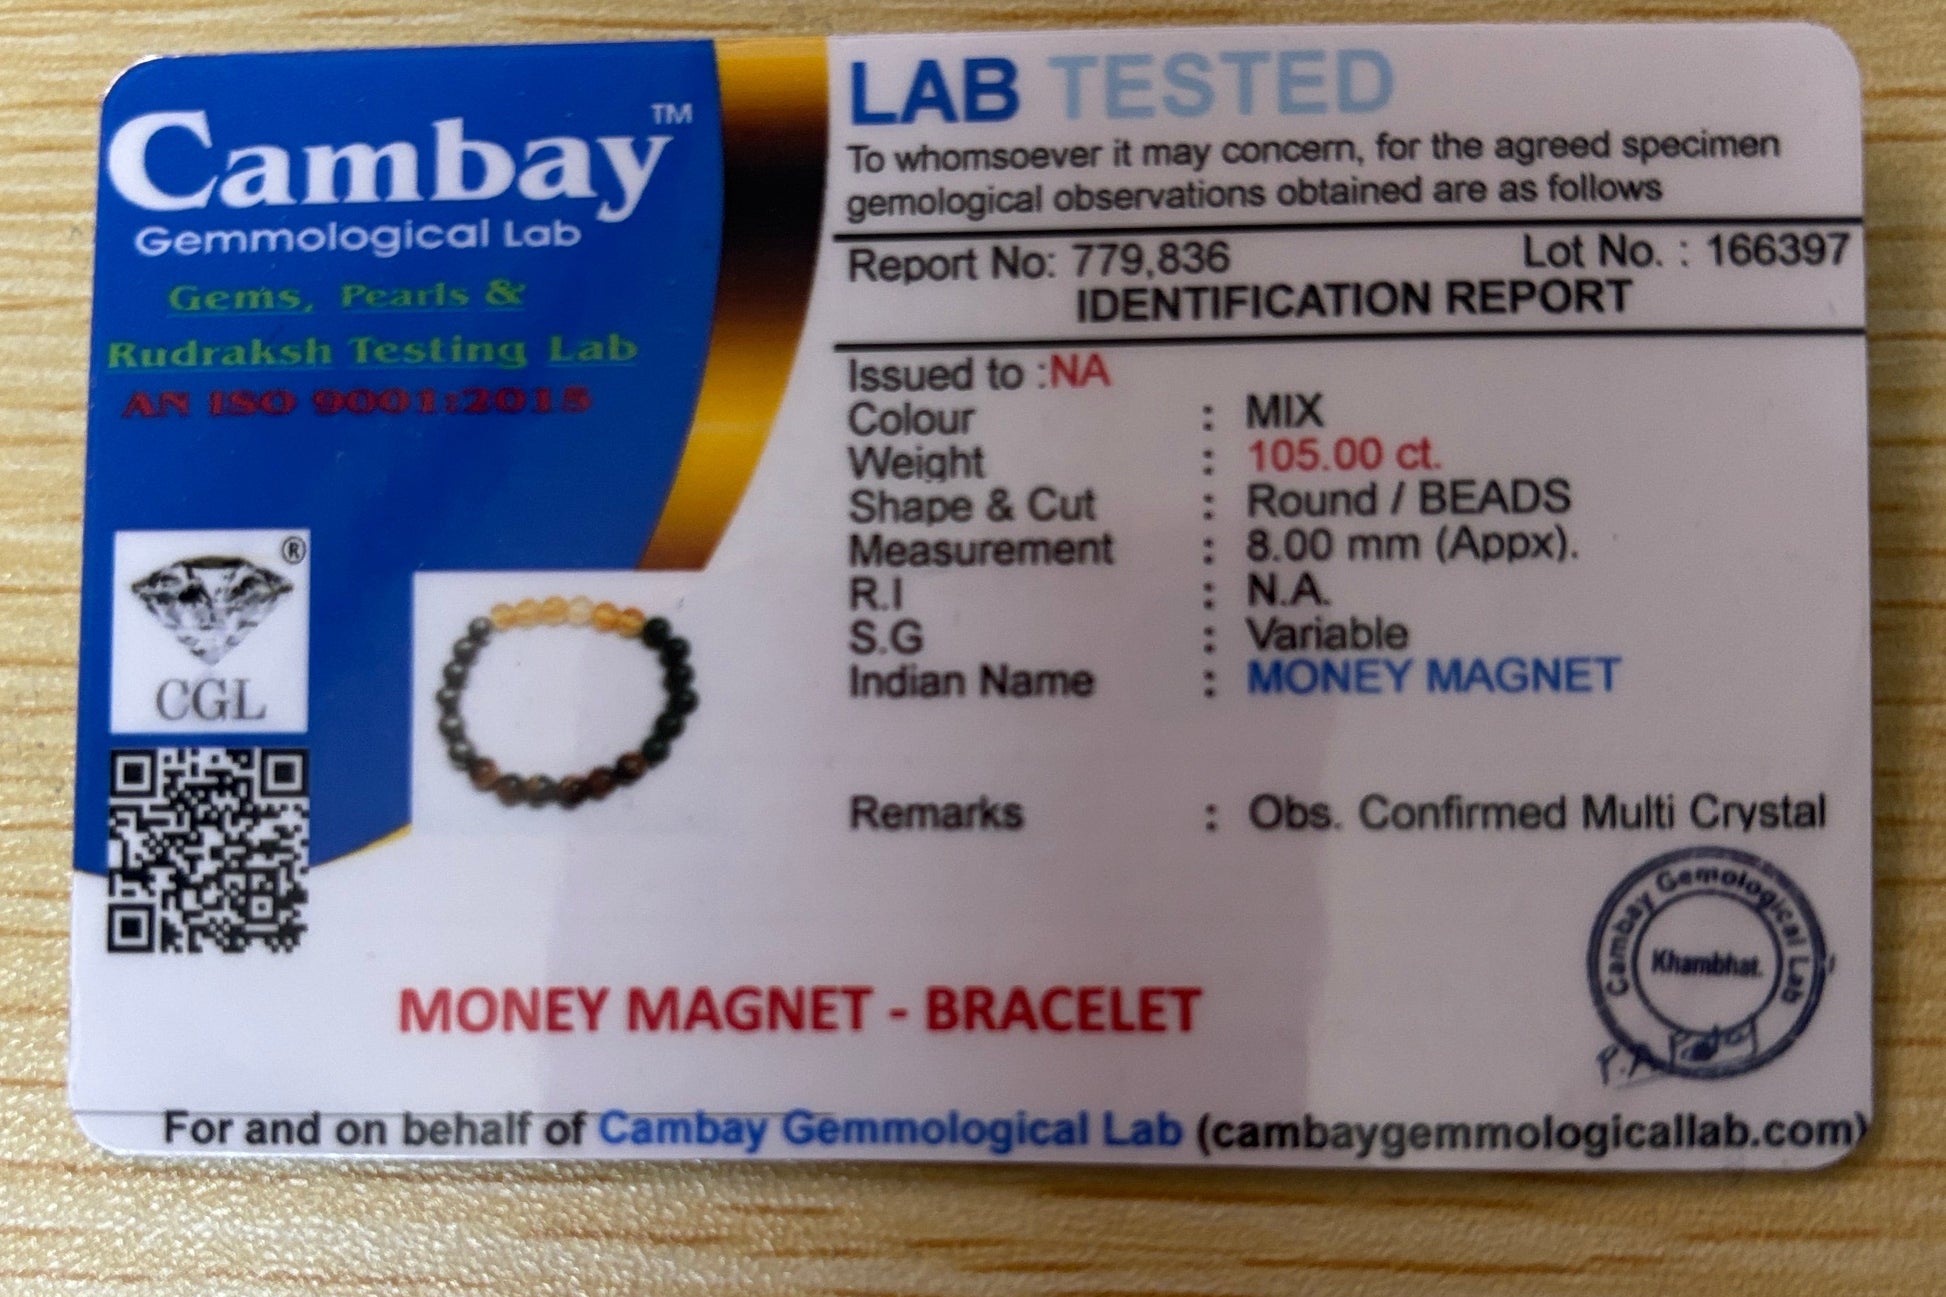 Cambay™
Gemmological Lab
Gems, Pearls &
Rudraksh Testing Lab
AN ISO 9001:2015
®
CGL
LAB TESTED
To whomsoever it may concern, for the agreed specimen
gemological observations obtained are as follows
Report No: 779,836 Lot No. : 166397
IDENTIFICATION REPORT
Issued to :NA
Colour : MIX
Weight : 105.00 ct.
Shape & Cut : Round / BEADS
Measurement : 8.00 mm (Appx).
R.I : N.A.
S.G : Variable
Indian Name : MONEY MAGNET
Remarks : Obs. Confirmed Multi Crystal
Cambay Gemological Lab
Khambhat.
MONEY MAGNET - BRACELET
For and on behalf of Cambay Gemmological Lab (cambaygemmologicallab.com)